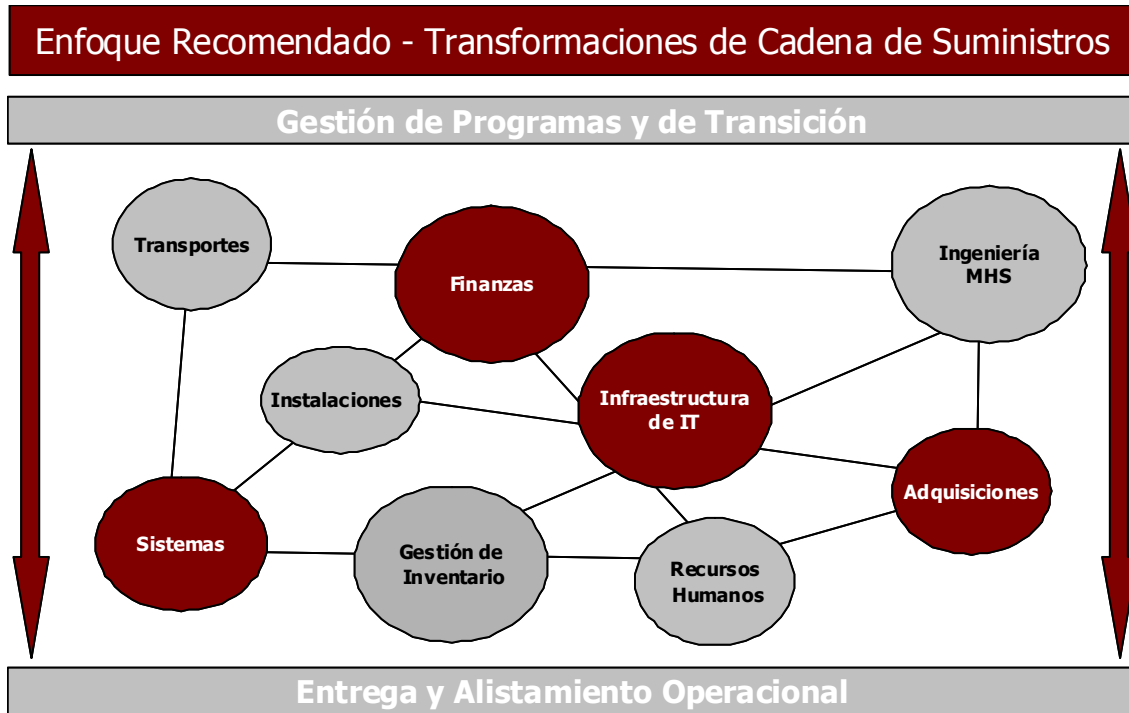 Enfoque Recomendado - Transformaciones de Cadena de Suministros
Gestión de Programas y de Transición
Transportes
Finanzas
Ingeniería
MHS
Instalaciones
Infraestructura
de IT
Adquisiciones
Sistemas
Gestión de
Inventario
Recursos
Humanos
Entrega y Alistamiento Operacional